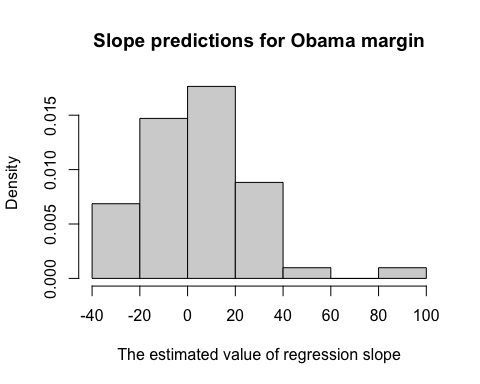 Slope predictions for Obama margin
Density
0.015
0.010
0.005
0.000
-40 -20 0 20 40 60 80 100
The estimated value of regression slope